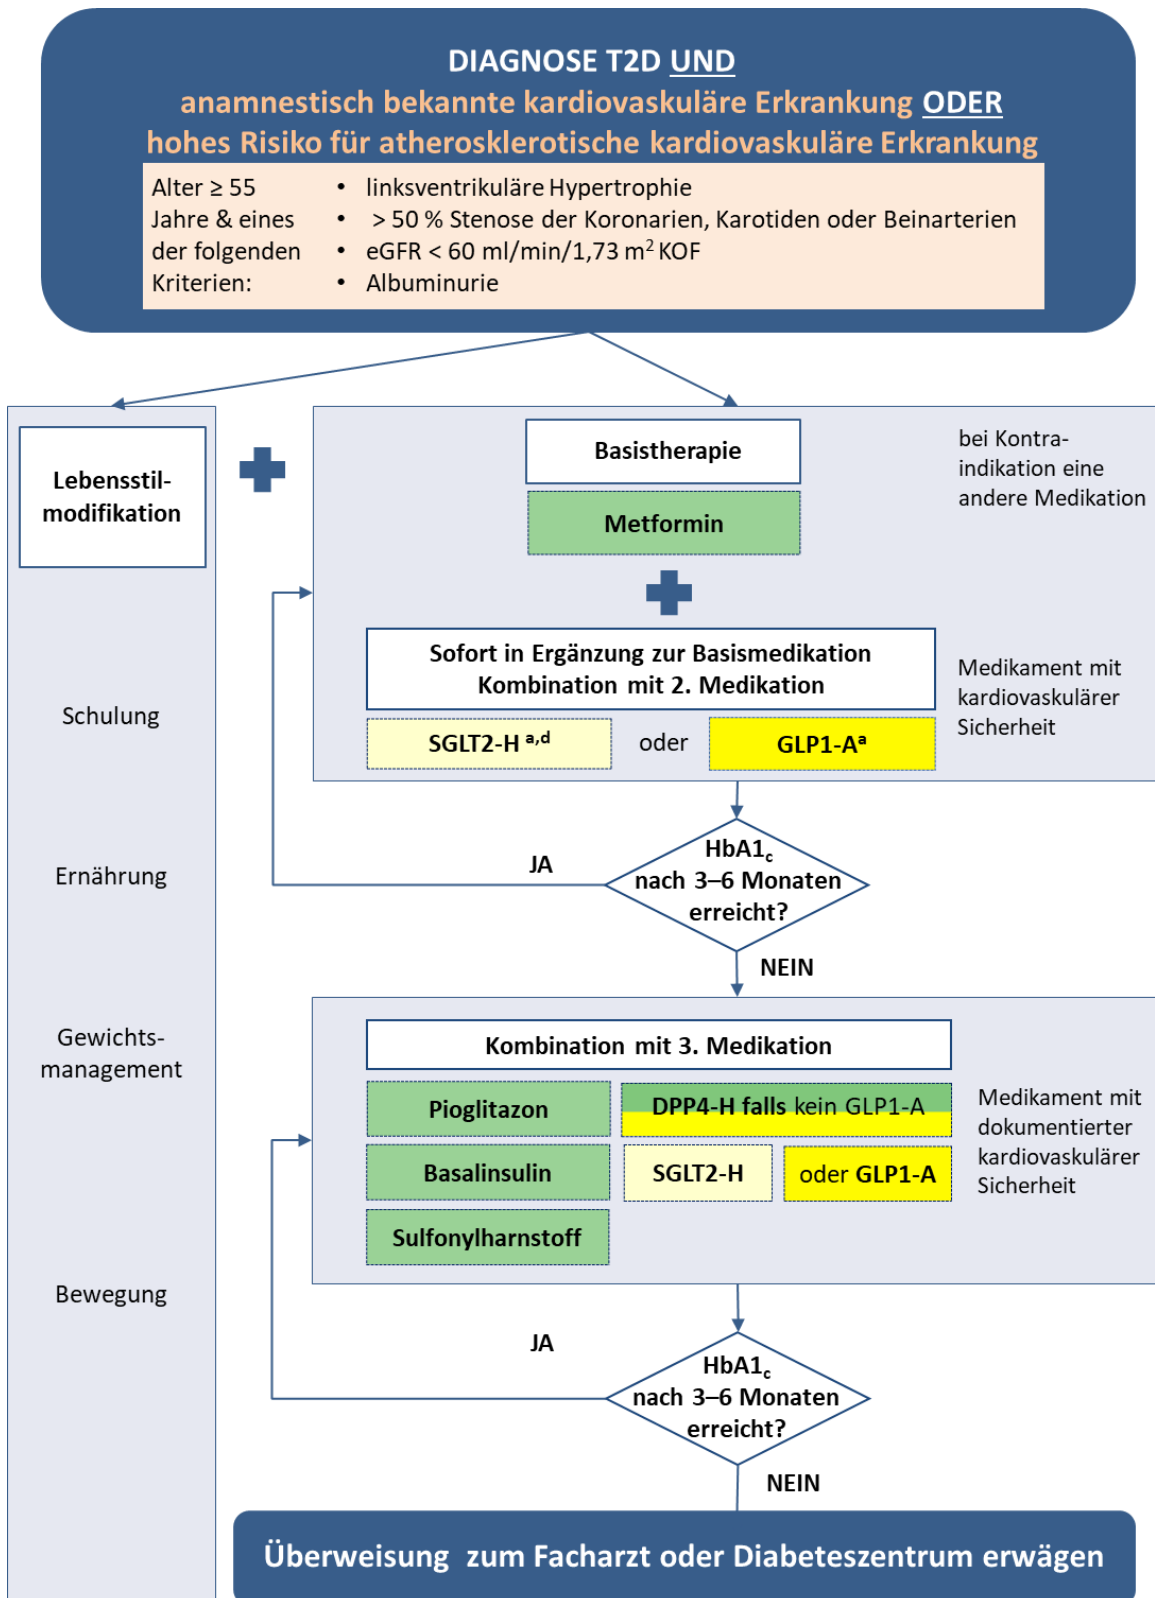 DIAGNOSE T2D UND
anamnestisch bekannte kardiovaskuläre Erkrankung ODER
hohes Risiko für atherosklerotische kardiovaskuläre Erkrankung
Alter ≥ 55
Jahre & eines
der folgenden
Kriterien:
• linksventrikuläre Hypertrophie
• > 50 % Stenose der Koronarien, Karotiden oder Beinarterien
• eGFR < 60 ml/min/1,73 m² KOF
• Albuminurie
Lebensstil-
modifikation
Schulung
Ernährung
Gewichts-
management
Bewegung
Basistherapie
Metformin
bei Kontra-
indikation eine
andere Medikation
Sofort in Ergänzung zur Basismedikation
Kombination mit 2. Medikation
SGLT2-H ᵃ,ᵈ oder GLP1-Aᵃ
Medikament mit
kardiovaskulärer
Sicherheit
HbA1c
nach 3–6 Monaten
erreicht?
JA
NEIN
Kombination mit 3. Medikation
Pioglitazon
DPP4-H falls kein GLP1-A
Basalinsulin
SGLT2-H
oder GLP1-A
Sulfonylharnstoff
Medikament mit
dokumentierter
kardiovaskulärer
Sicherheit
JA
HbA1c
nach 3–6 Monaten
erreicht?
NEIN
Überweisung zum Facharzt oder Diabeteszentrum erwägen